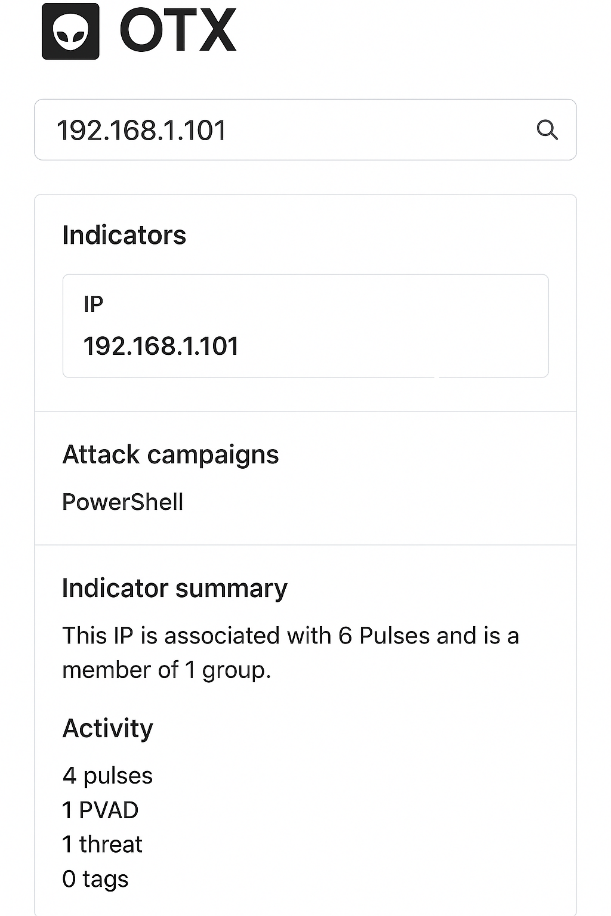 OTX
192.168.1.101
Indicators
IP
192.168.1.101
Attack campaigns
PowerShell
Indicator summary
This IP is associated with 6 Pulses and is a
member of 1 group.
Activity
4 pulses
1 PVAD
1 threat
0 tags